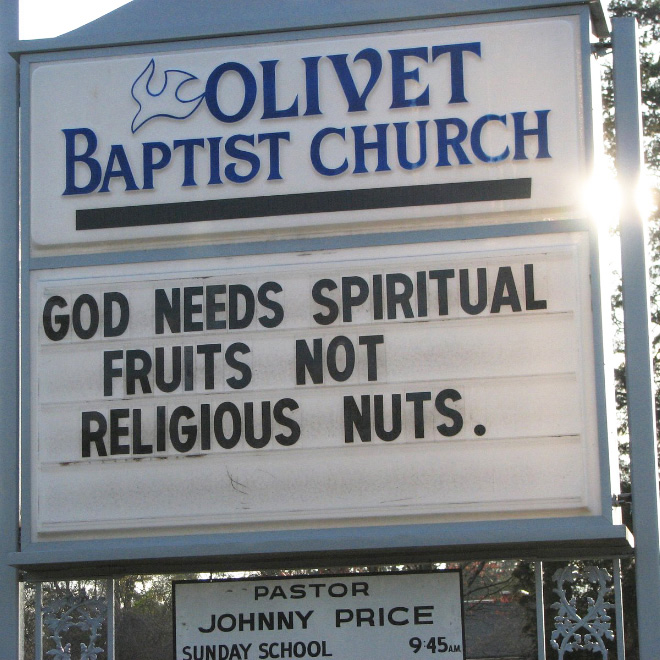 OLIVET
BAPTIST CHURCH
GOD NEEDS SPIRITUAL
FRUITS NOT
RELIGIOUS NUTS.
PASTOR
JOHNNY PRICE
SUNDAY SCHOOL 9:45AM